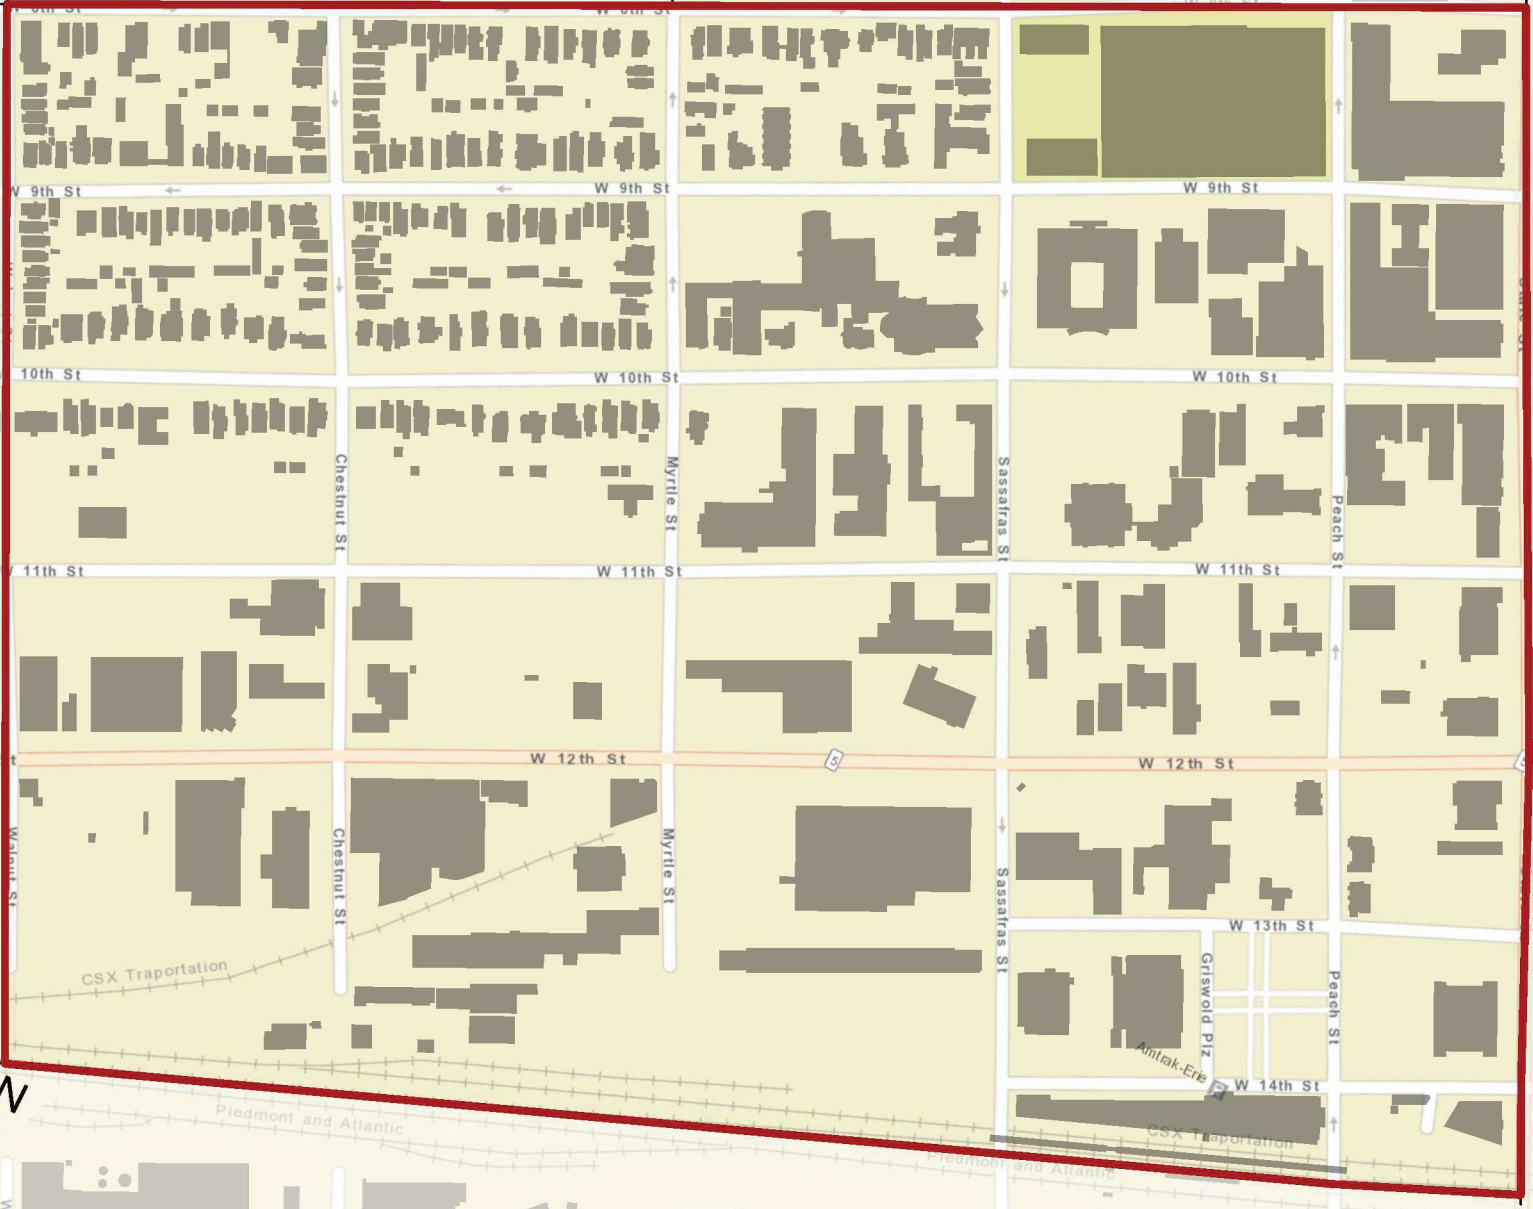 W 9th St
W 9th St
W 9th St
10th St
W 10th St
W 10th St
Chestnut St
Myrtle St
Sassafras St
Peach St
W 11th St
W 11th St
W 11th St
W 12th St
5
W 12th St
Walnut St
Chestnut St
Myrtle St
Sassafras St
W 13th St
CSX Traportation
Griswold Plz
Peach St
Amtrak-Erie
W 14th St
Piedmont and Atlantic
CSX Traportation
Piedmont and Atlantic